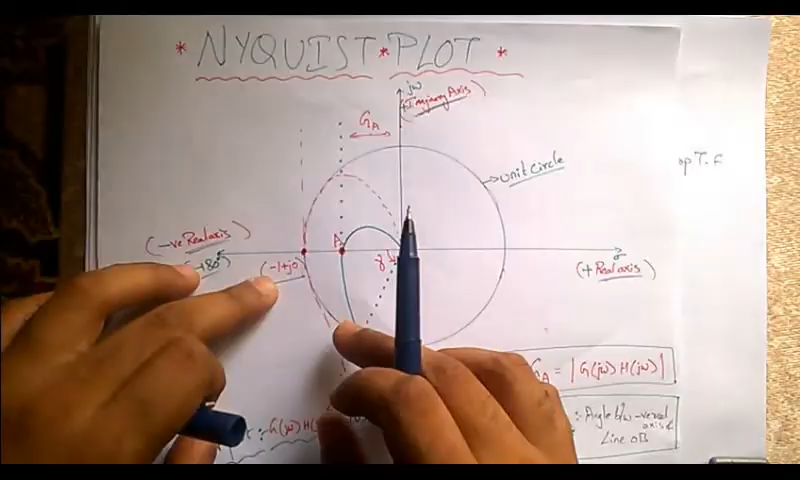 * NYQUIST * PLOT *
jω
(+Imaginary Axis)
G_A
Unit Circle
op T.F
(-ve Real axis)
(-180°)
A
(-1+j0
γ
σ
(+ Real axis)
G_A = |G(jω) H(jω)|
:- Angle b/w -ve real
axis &
Line OB
:- G(jω) H(